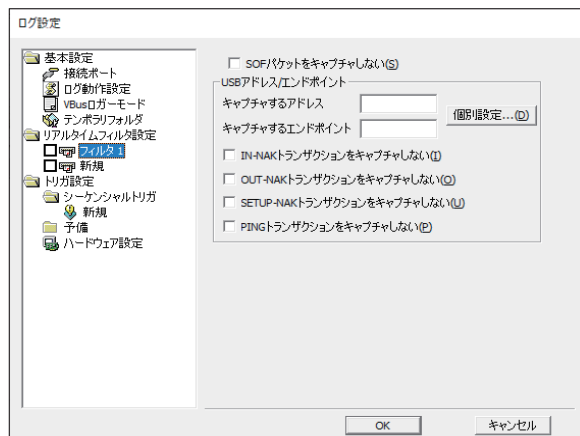 ログ設定
基本設定
接続ポート
ログ動作設定
VBusロガーモード
テンポラリフォルダ
リアルタイムフィルタ設定
フィルタ 1
新規
トリガ設定
シーケンシャルトリガ
新規
予備
ハードウェア設定
SOFパケットをキャプチャしない(S)
USBアドレス/エンドポイント
キャプチャするアドレス
個別設定...(D)
キャプチャするエンドポイント
IN-NAKトランザクションをキャプチャしない(I)
OUT-NAKトランザクションをキャプチャしない(O)
SETUP-NAKトランザクションをキャプチャしない(U)
PINGトランザクションをキャプチャしない(P)
OK
キャンセル